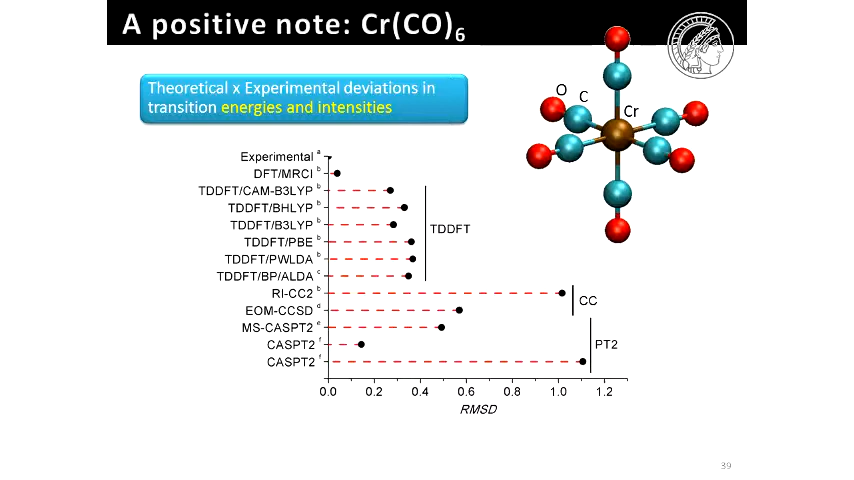 A positive note: Cr(CO)6
Theoretical x Experimental deviations in
transition energies and intensities
O
C
Cr
Experimental a
DFT/MRCI b
TDDFT/CAM-B3LYP b
TDDFT/BHLYP b
TDDFT/B3LYP b
TDDFT/PBE b
TDDFT/PWLDA b
TDDFT/BP/ALDA c
TDDFT
RI-CC2 b
EOM-CCSD d
CC
MS-CASPT2 e
CASPT2 f
CASPT2 f
PT2
0.0 0.2 0.4 0.6 0.8 1.0 1.2
RMSD
39